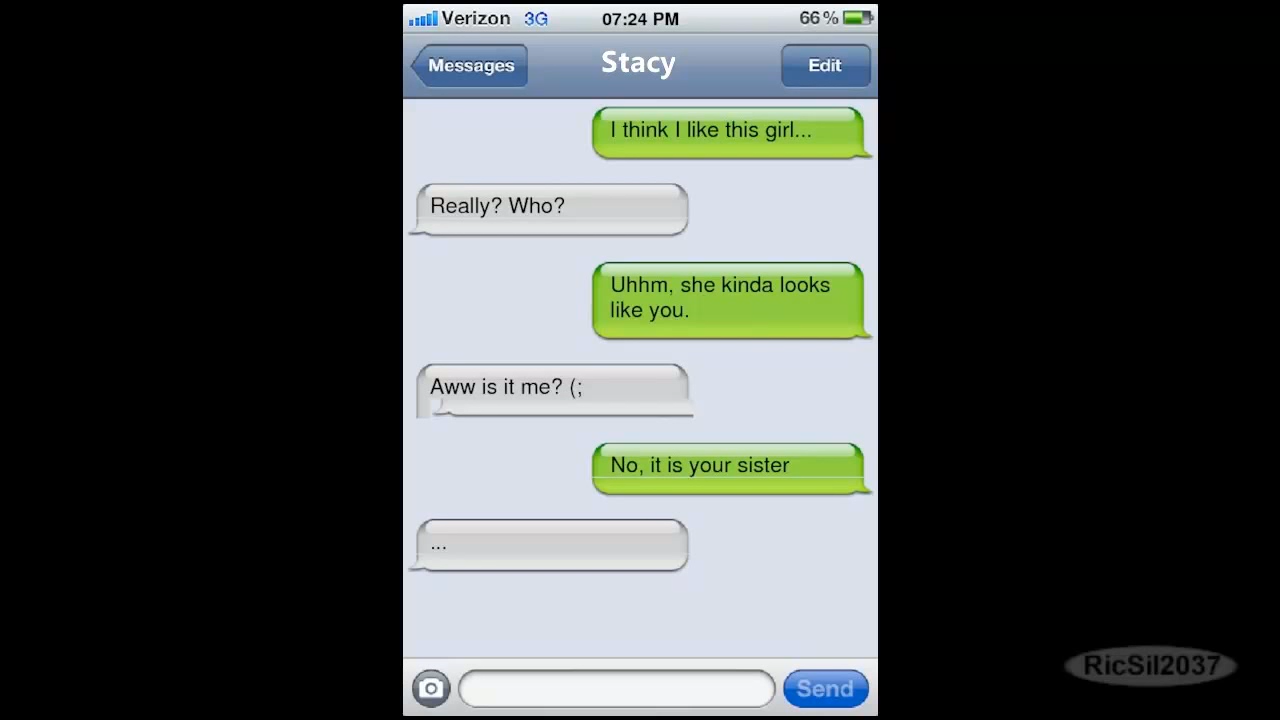 Verizon 3G 07:24 PM 66%
Messages Stacy Edit
I think I like this girl...
Really? Who?
Uhhm, she kinda looks
like you.
Aww is it me? (;
No, it is your sister
...
Send
RicSil2037